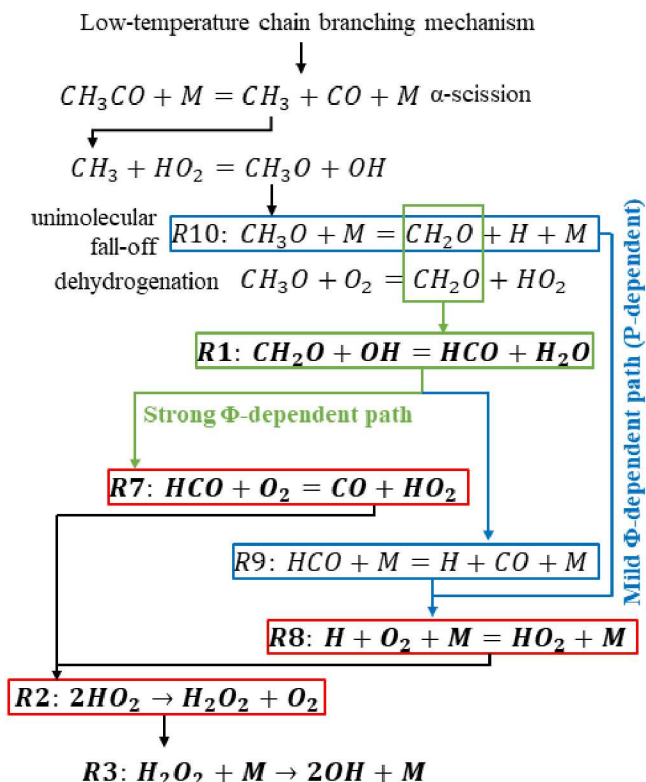 Low-temperature chain branching mechanism
CH₃CO + M = CH₃ + CO + M α-scission
CH₃ + HO₂ = CH₃O + OH
unimolecular fall-off
R10: CH₃O + M = CH₂O + H + M
dehydrogenation CH₃O + O₂ = CH₂O + HO₂
R1: CH₂O + OH = HCO + H₂O
Strong Φ-dependent path
Mild Φ-dependent path (P-dependent)
R7: HCO + O₂ = CO + HO₂
R9: HCO + M = H + CO + M
R8: H + O₂ + M = HO₂ + M
R2: 2HO₂ → H₂O₂ + O₂
R3: H₂O₂ + M → 2OH + M